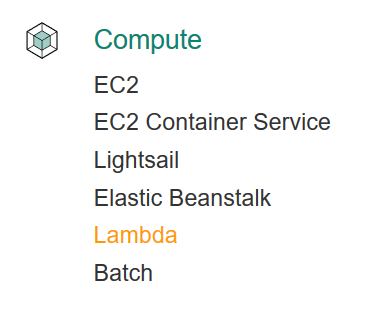 Compute
EC2
EC2 Container Service
Lightsail
Elastic Beanstalk
Lambda
Batch